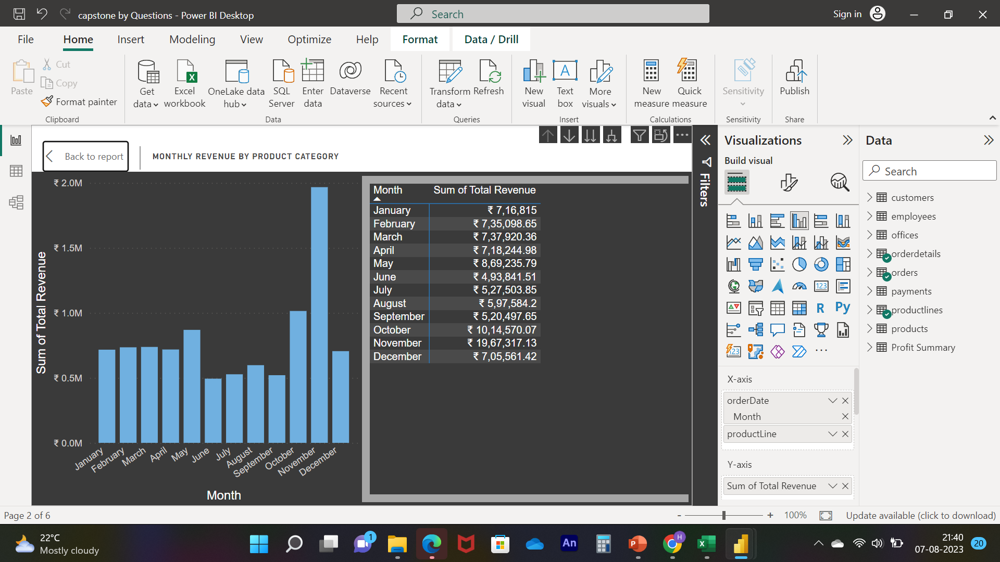 capstone by Questions - Power BI Desktop
Search
Sign in
File
Home
Insert
Modeling
View
Optimize
Help
Format
Data / Drill
Paste
Cut
Copy
Format painter
Clipboard
Get data
Excel workbook
OneLake data hub
SQL Server
Enter data
Dataverse
Recent sources
Data
Transform data
Refresh
Queries
New visual
A
Text box
More visuals
Insert
New measure
Quick measure
Calculations
Sensitivity
Sensitivity
Publish
Share
Back to report
MONTHLY REVENUE BY PRODUCT CATEGORY
₹ 2.0M
₹ 1.5M
₹ 1.0M
₹ 0.5M
₹ 0.0M
Sum of Total Revenue
January
February
March
April
May
June
July
August
September
October
November
December
Month
Month Sum of Total Revenue
January ₹ 7,16,815
February ₹ 7,35,098.65
March ₹ 7,37,920.36
April ₹ 7,18,244.98
May ₹ 8,69,235.79
June ₹ 4,93,841.51
July ₹ 5,27,503.85
August ₹ 5,97,584.2
September ₹ 5,20,497.65
October ₹ 10,14,570.07
November ₹ 19,67,317.13
December ₹ 7,05,561.42
Filters
Visualizations
Build visual
123
R
Py
123
X-axis
orderDate
Month
productLine
Y-axis
Sum of Total Revenue
Data
Search
customers
employees
offices
orderdetails
orders
payments
productlines
products
Profit Summary
Page 2 of 6
- + 100%
Update available (click to download)
22°C
Mostly cloudy
1
An
P
H
X
21:40
07-08-2023
20